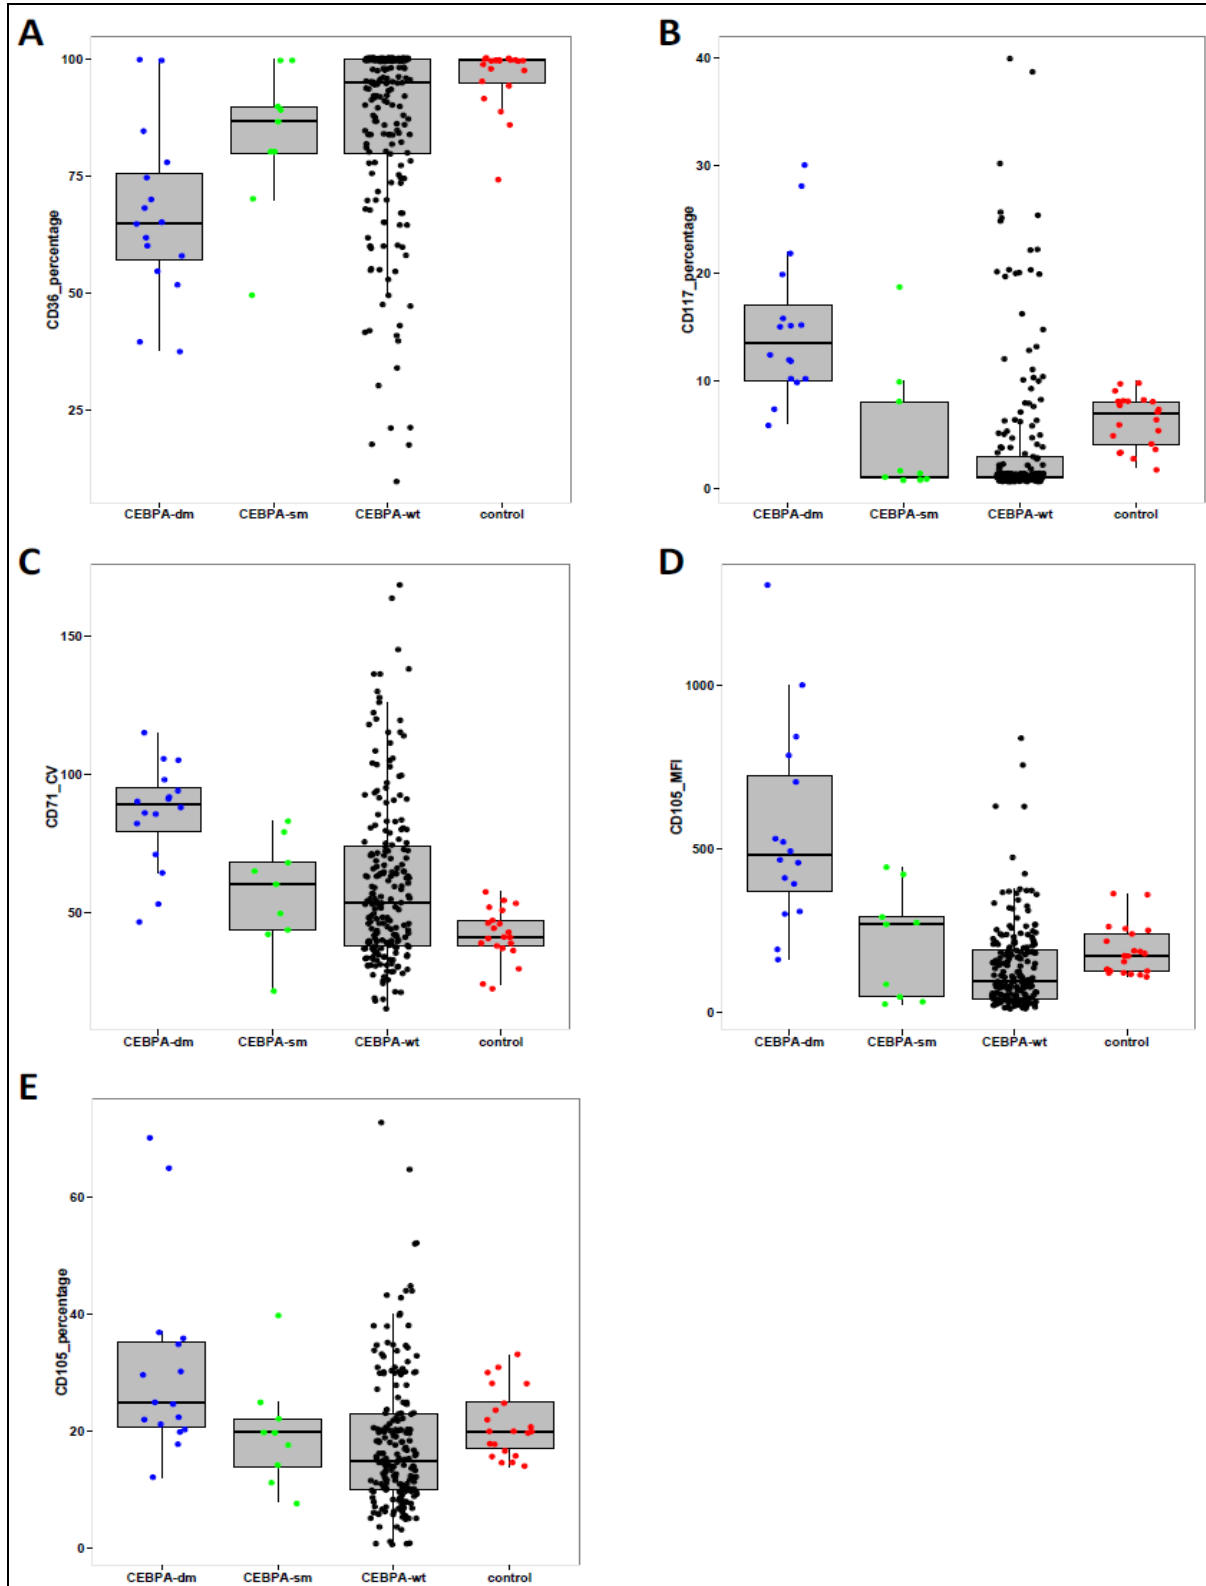 A
CD36_percentage
100
75
50
25
CEBPA-dm CEBPA-sm CEBPA-wt control
B
CD117_percentage
40
30
20
10
0
CEBPA-dm CEBPA-sm CEBPA-wt control
C
CD71_CV
150
100
50
CEBPA-dm CEBPA-sm CEBPA-wt control
D
CD105_MFI
1000
500
0
CEBPA-dm CEBPA-sm CEBPA-wt control
E
CD105_percentage
60
40
20
0
CEBPA-dm CEBPA-sm CEBPA-wt control